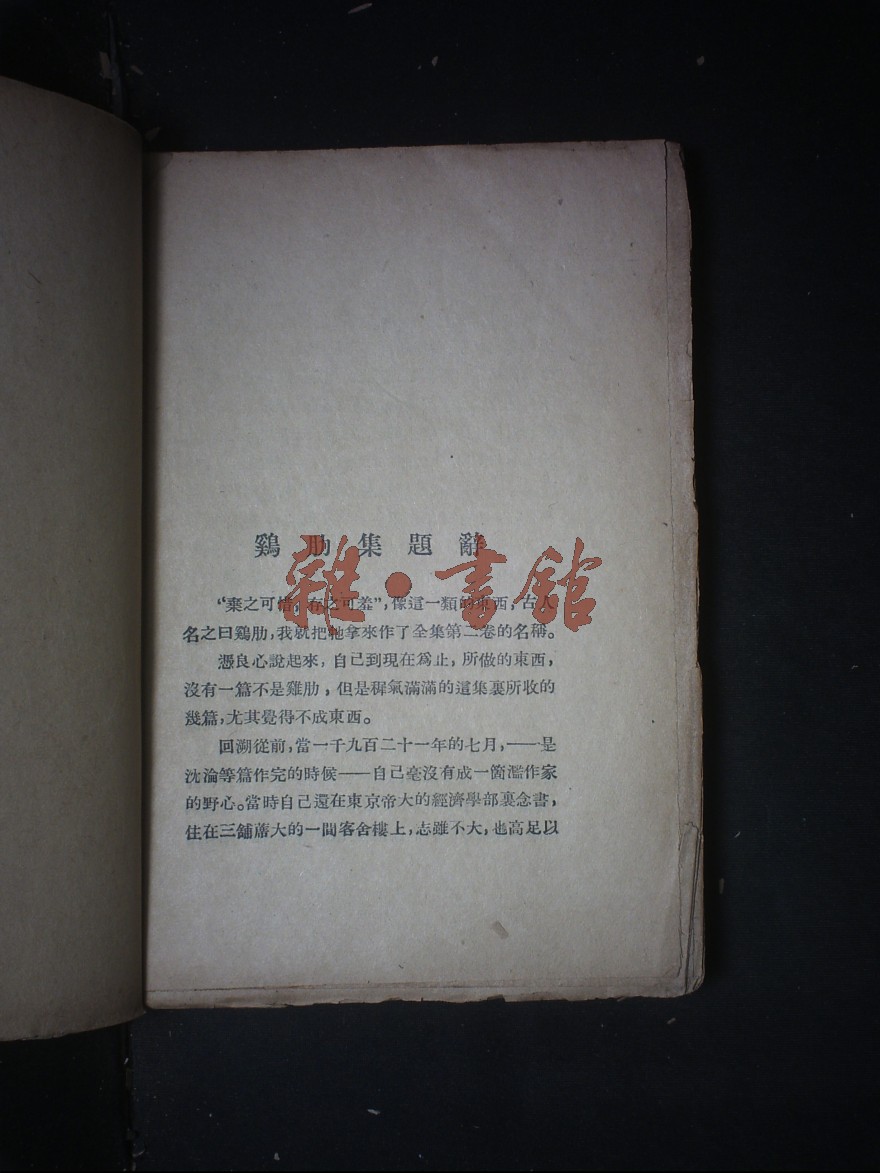 鷄肋集題辭
雜·書館
“棄之可惜,存之可羞”,像這一類的東西,古人
名之曰鷄肋,我就把牠拿來作了全集第二卷的名稱。
憑良心說起來,自己到現在爲止,所做的東西,
沒有一篇不是雞肋,但是稺氣滿滿的這集裏所收的
幾篇,尤其覺得不成東西。
回溯從前,當一千九百二十一年的七月,——是
沈淪等篇作完的時候——自己毫沒有成一箇濫作家
的野心。當時自己還在東京帝大的經濟學部裏念書,
住在三舖蓆大的一間客舍樓上,志雖不大,也高足以